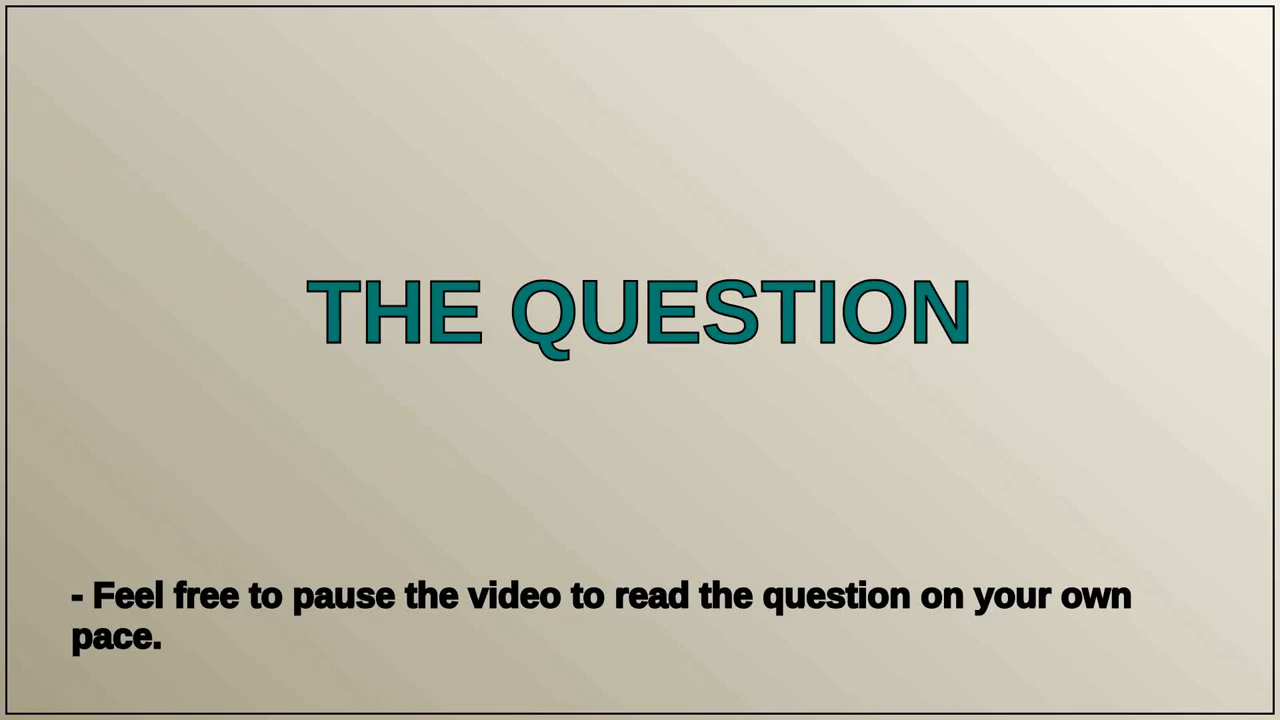 THE QUESTION
- Feel free to pause the video to read the question on your own
pace.